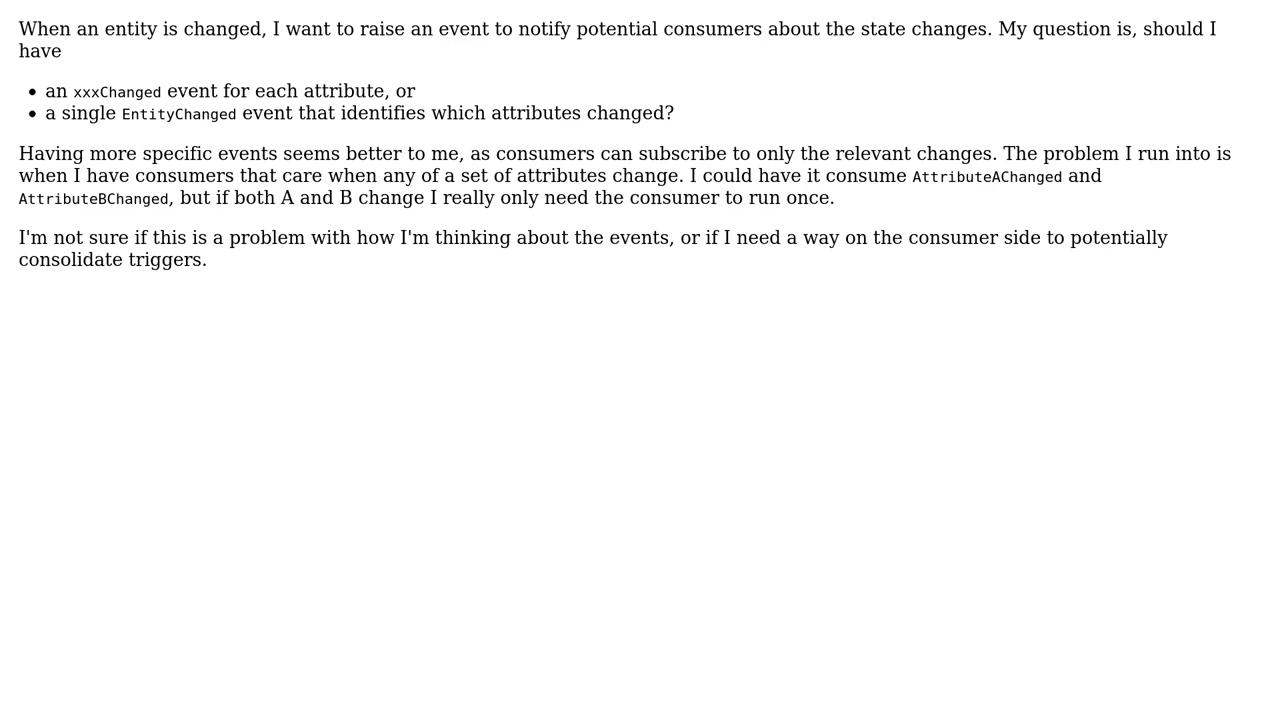 When an entity is changed, I want to raise an event to notify potential consumers about the state changes. My question is, should I
have
• an xxxChanged event for each attribute, or
• a single EntityChanged event that identifies which attributes changed?
Having more specific events seems better to me, as consumers can subscribe to only the relevant changes. The problem I run into is
when I have consumers that care when any of a set of attributes change. I could have it consume AttributeAChanged and
AttributeBChanged, but if both A and B change I really only need the consumer to run once.
I'm not sure if this is a problem with how I'm thinking about the events, or if I need a way on the consumer side to potentially
consolidate triggers.